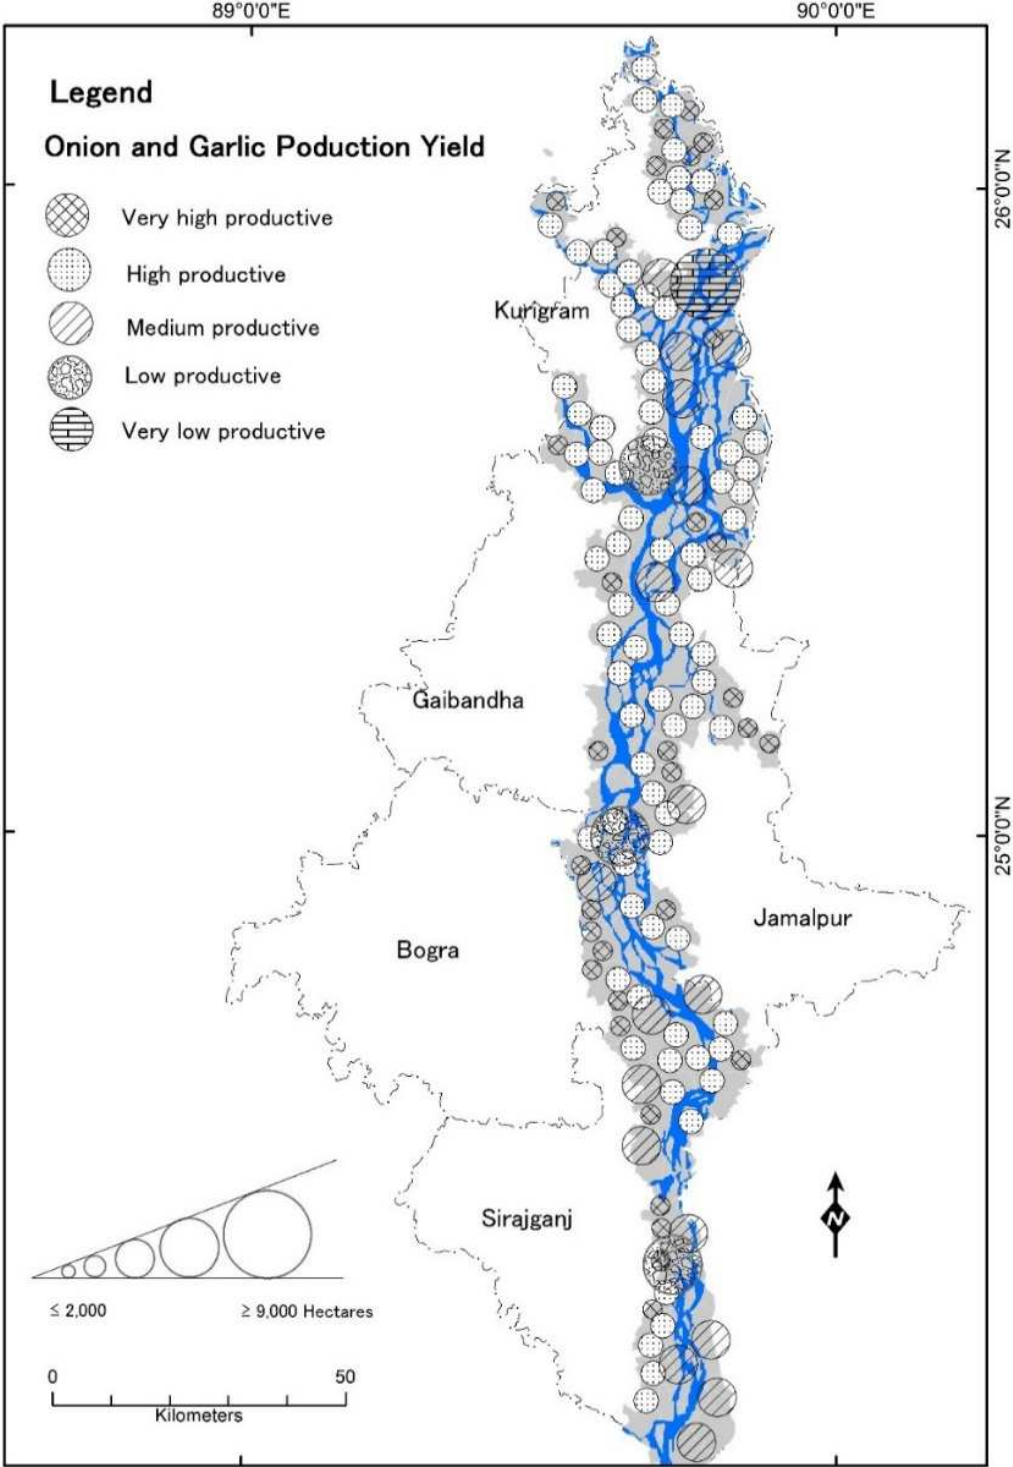 89°0'0"E 90°0'0"E
Legend
Onion and Garlic Poduction Yield
Very high productive
High productive
Medium productive
Low productive
Very low productive
26°0'0"N
Kurigram
Gaibandha
25°0'0"N
Jamalpur
Bogra
Sirajganj
N
≤ 2,000 ≥ 9,000 Hectares
0 50
Kilometers